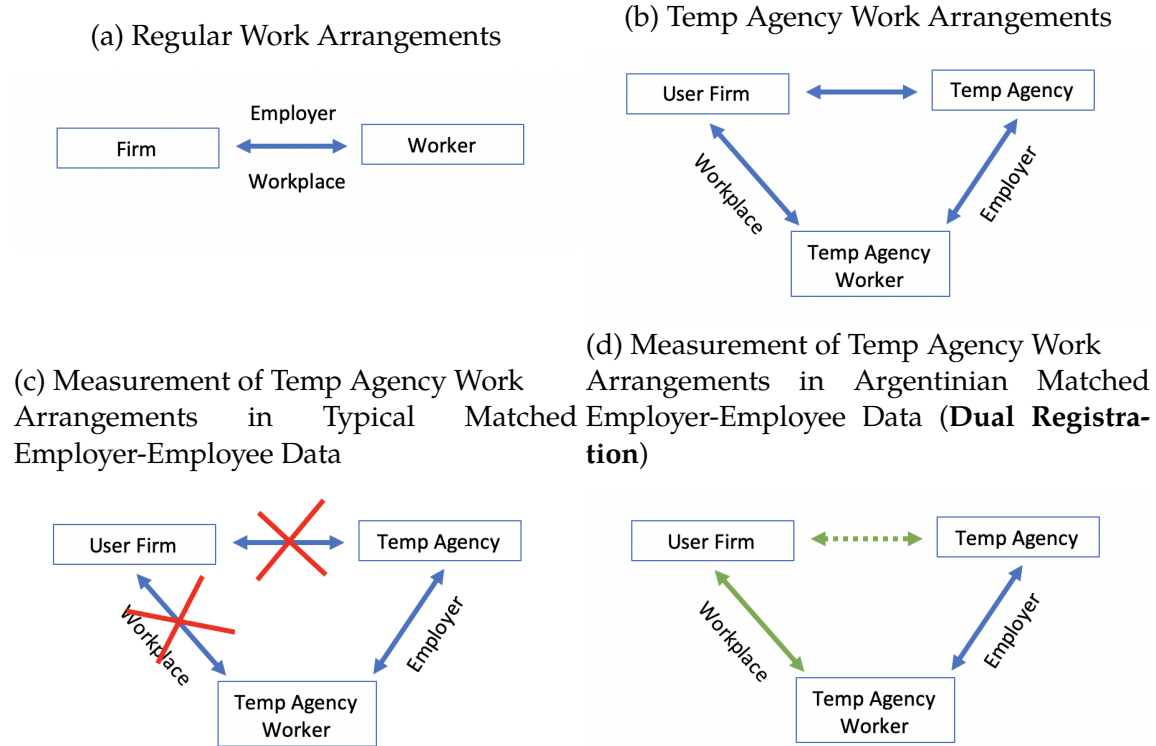 (a) Regular Work Arrangements
Employer
Firm
Worker
Workplace
(b) Temp Agency Work Arrangements
User Firm
Temp Agency
Workplace
Employer
Temp Agency
Worker
(c) Measurement of Temp Agency Work
Arrangements in Typical Matched
Employer-Employee Data
User Firm
Temp Agency
Workplace
Employer
Temp Agency
Worker
(d) Measurement of Temp Agency Work
Arrangements in Argentinian Matched
Employer-Employee Data (Dual Registra-
tion)
User Firm
Temp Agency
Workplace
Employer
Temp Agency
Worker